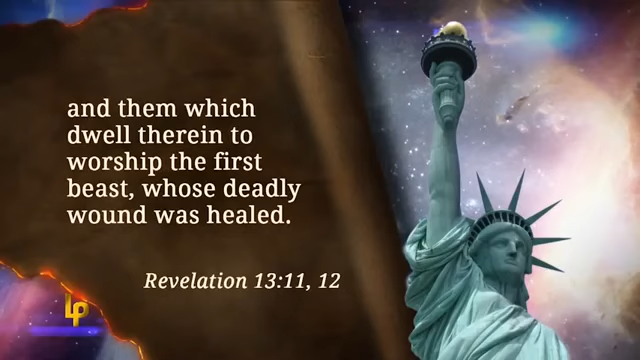 and them which
dwell therein to
worship the first
beast, whose deadly
wound was healed.
Revelation 13:11, 12
LP